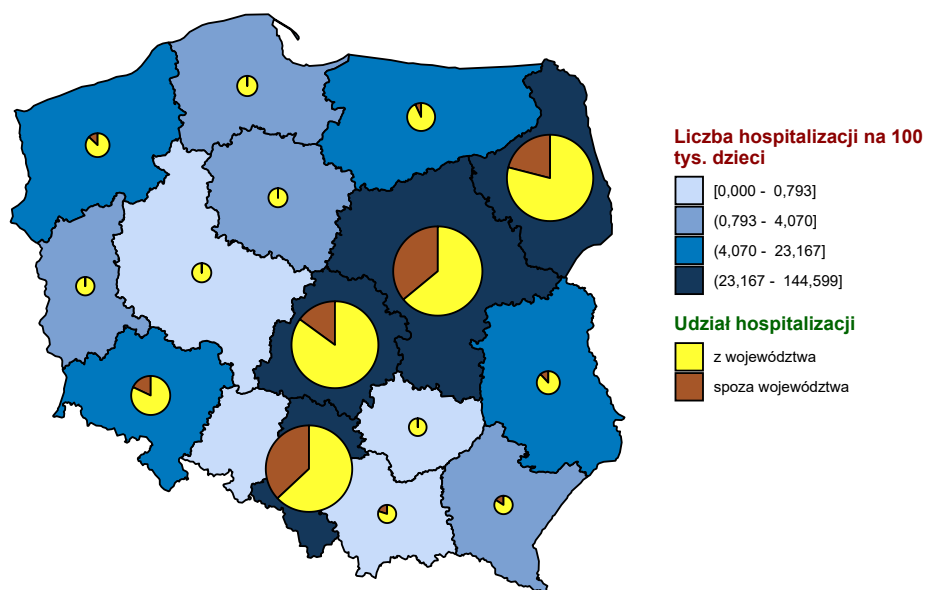 Liczba hospitalizacji na 100
tys. dzieci
[0,000 - 0,793]
(0,793 - 4,070]
(4,070 - 23,167]
(23,167 - 144,599]
Udział hospitalizacji
z województwa
spoza województwa